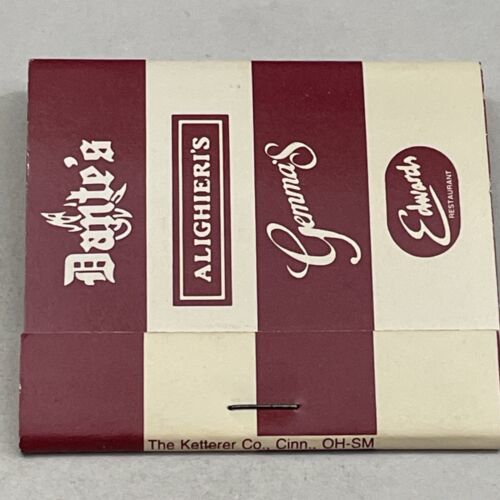 Dante's
ALIGHIERI'S
Gemma's
Edwards
RESTAURANT
The Ketterer Co., Cinn., OH-SM